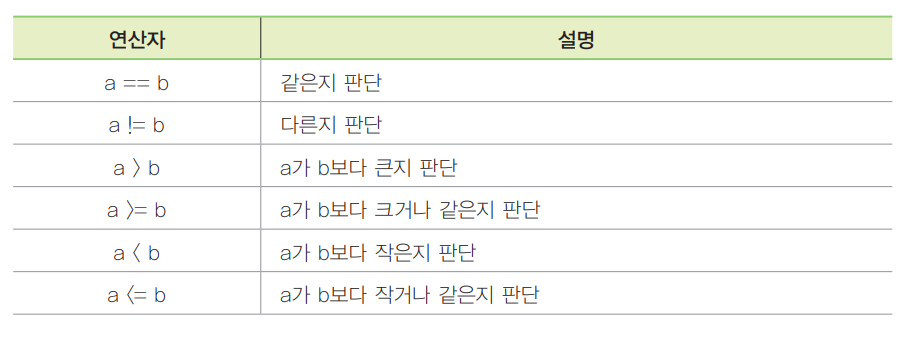 연산자 설명
a == b 같은지 판단
a != b 다른지 판단
a > b a가 b보다 큰지 판단
a >= b a가 b보다 크거나 같은지 판단
a < b a가 b보다 작은지 판단
a <= b a가 b보다 작거나 같은지 판단